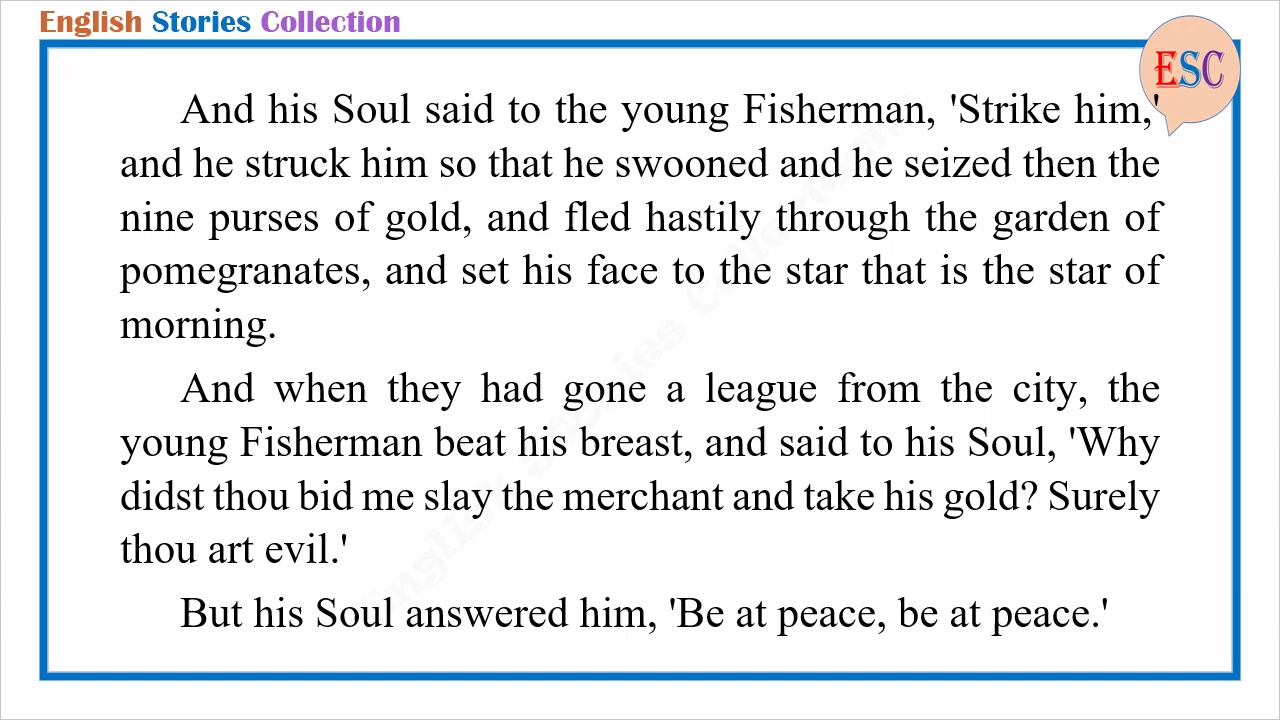 English Stories Collection
ESC
And his Soul said to the young Fisherman, 'Strike him,'
and he struck him so that he swooned and he seized then the
nine purses of gold, and fled hastily through the garden of
pomegranates, and set his face to the star that is the star of
morning.
And when they had gone a league from the city, the
young Fisherman beat his breast, and said to his Soul, 'Why
didst thou bid me slay the merchant and take his gold? Surely
thou art evil.'
But his Soul answered him, 'Be at peace, be at peace.'
English Stories Collection